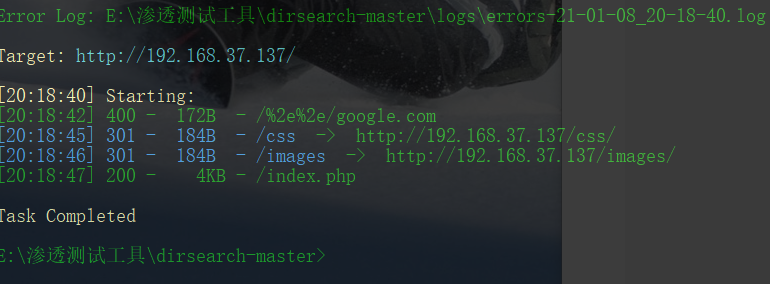 Error Log: E:\渗透测试工具\dirsearch-master\logs\errors-21-01-08_20-18-40.log
Target: http://192.168.37.137/
[20:18:40] Starting:
[20:18:42] 400 -  172B  - /%2e%2e/google.com
[20:18:45] 301 -  184B  - /css  ->  http://192.168.37.137/css/
[20:18:46] 301 -  184B  - /images  ->  http://192.168.37.137/images/
[20:18:47] 200 -    4KB - /index.php
Task Completed
E:\渗透测试工具\dirsearch-master>